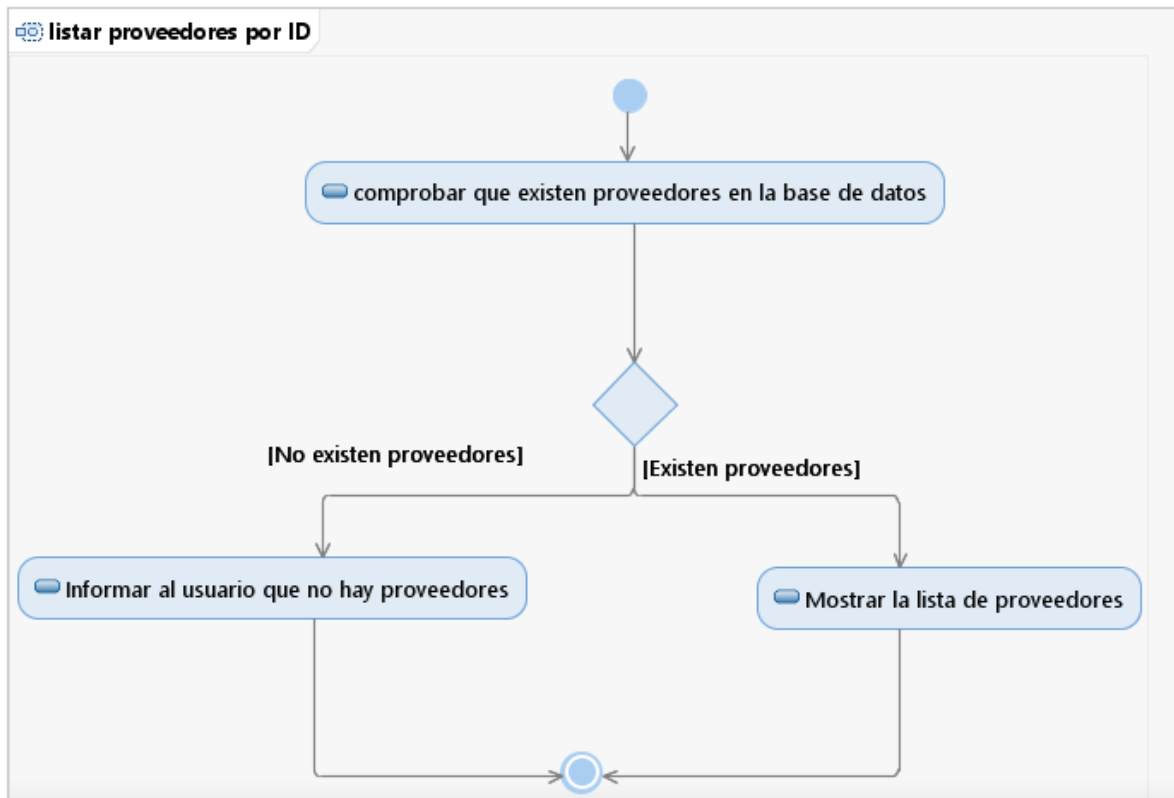 listar proveedores por ID
comprobar que existen proveedores en la base de datos
[No existen proveedores]
[Existen proveedores]
Informar al usuario que no hay proveedores
Mostrar la lista de proveedores